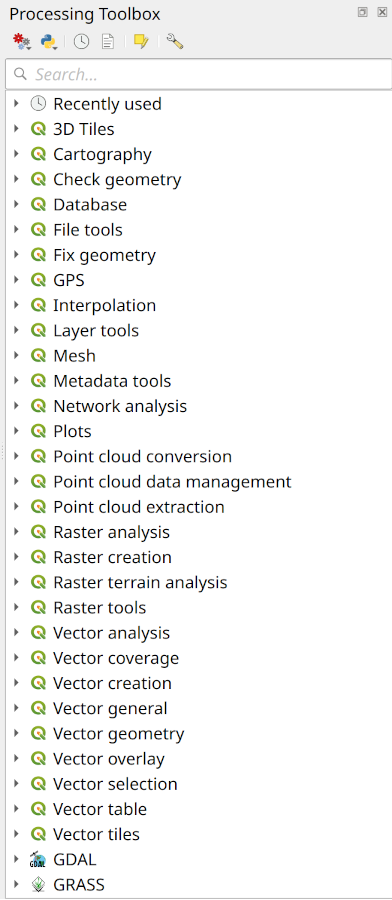 Processing Toolbox
Search...
Recently used
3D Tiles
Cartography
Check geometry
Database
File tools
Fix geometry
GPS
Interpolation
Layer tools
Mesh
Metadata tools
Network analysis
Plots
Point cloud conversion
Point cloud data management
Point cloud extraction
Raster analysis
Raster creation
Raster terrain analysis
Raster tools
Vector analysis
Vector coverage
Vector creation
Vector general
Vector geometry
Vector overlay
Vector selection
Vector table
Vector tiles
GDAL
GRASS